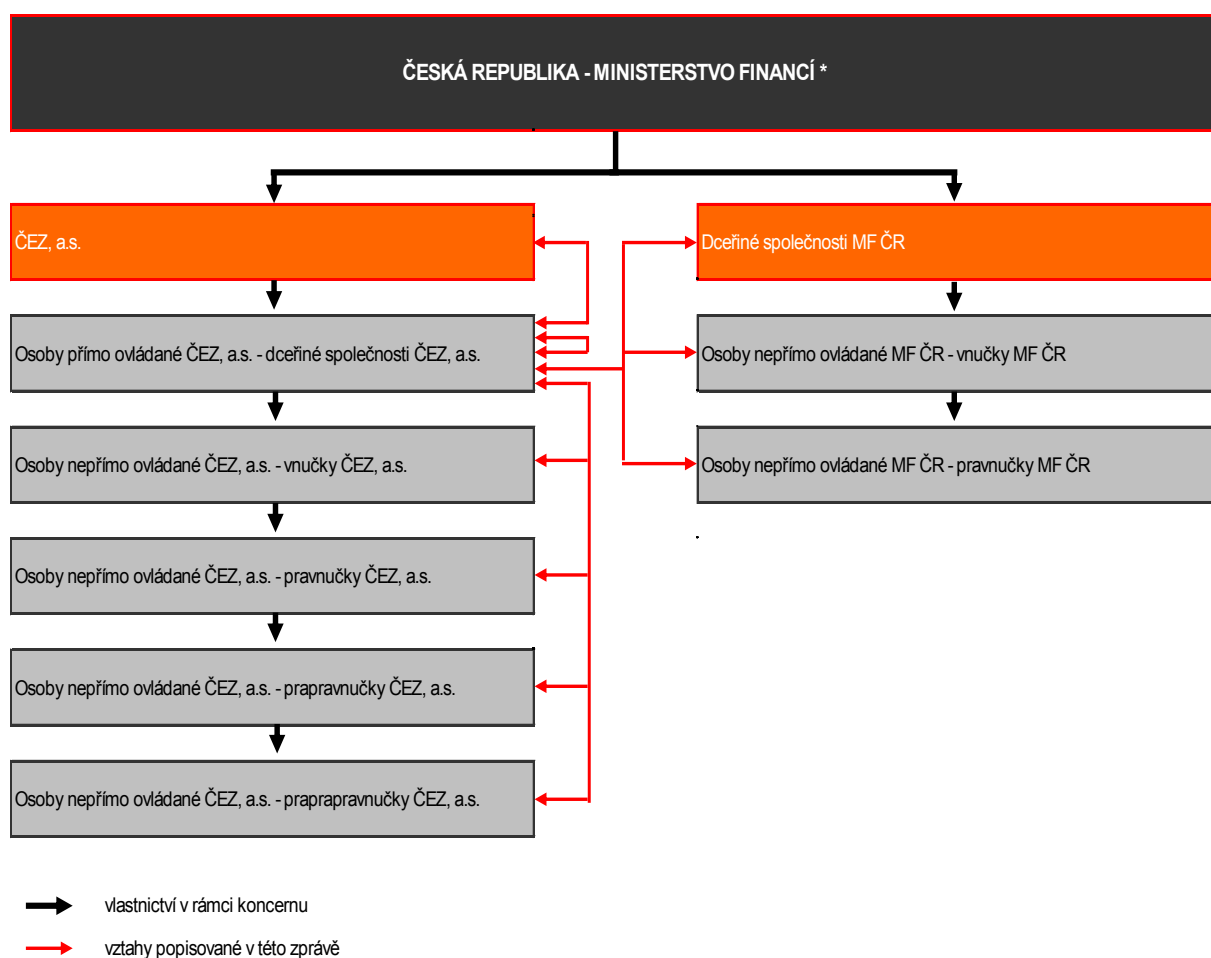 ČESKÁ REPUBLIKA - MINISTERSTVO FINANCÍ *
ČEZ, a.s.
Dceřiné společnosti MF ČR
Osoby přímo ovládané ČEZ, a.s. - dceřiné společnosti ČEZ, a.s.
Osoby nepřímo ovládané MF ČR - vnučky MF ČR
Osoby nepřímo ovládané ČEZ, a.s. - vnučky ČEZ, a.s.
Osoby nepřímo ovládané MF ČR - pravnučky MF ČR
Osoby nepřímo ovládané ČEZ, a.s. - pravnučky ČEZ, a.s.
Osoby nepřímo ovládané ČEZ, a.s. - prapravnučky ČEZ, a.s.
Osoby nepřímo ovládané ČEZ, a.s. - praprapravnučky ČEZ, a.s.
vlastnictví v rámci koncernu
vztahy popisované v této zprávě